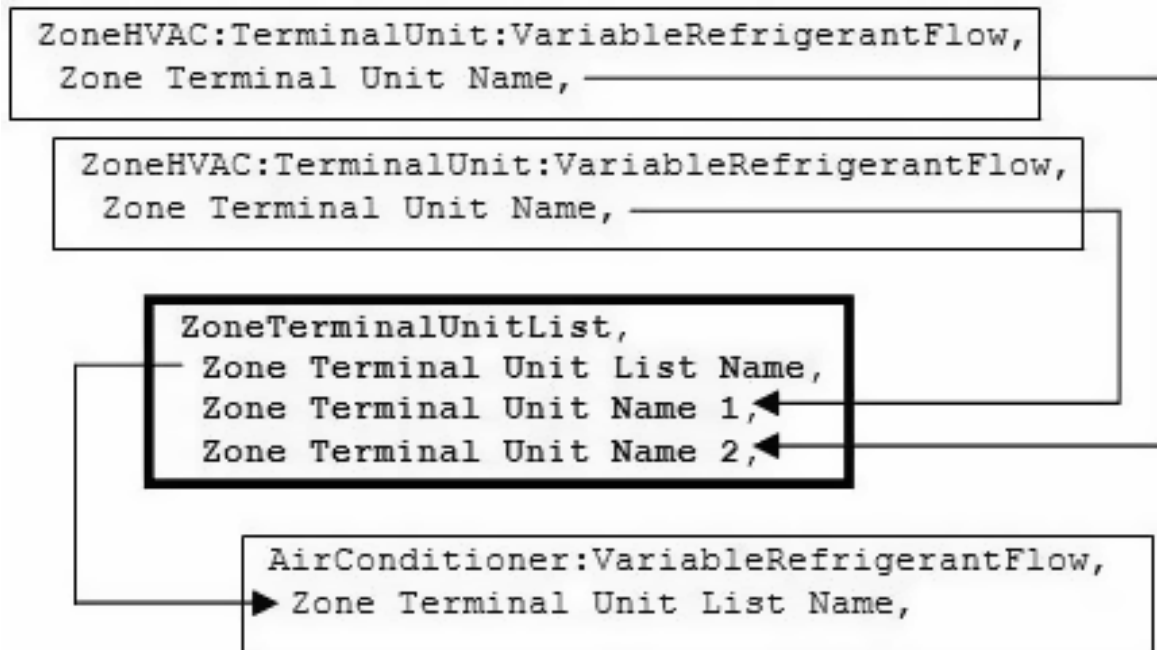 ZoneHVAC:TerminalUnit:VariableRefrigerantFlow,
Zone Terminal Unit Name,
ZoneHVAC:TerminalUnit:VariableRefrigerantFlow,
Zone Terminal Unit Name,
ZoneTerminalUnitList,
Zone Terminal Unit List Name,
Zone Terminal Unit Name 1,
Zone Terminal Unit Name 2,
AirConditioner:VariableRefrigerantFlow,
Zone Terminal Unit List Name,